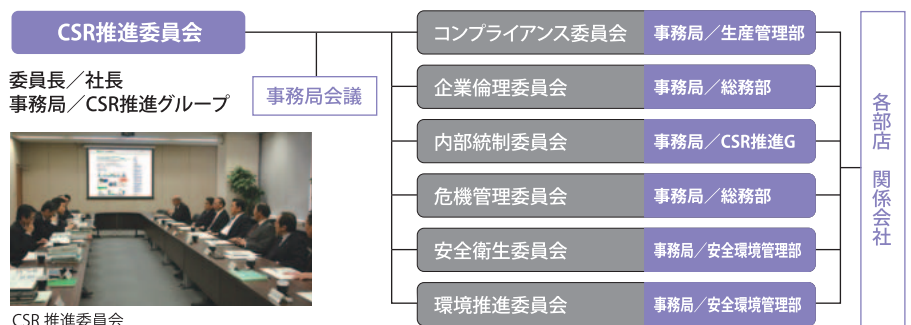 CSR推進委員会
委員長／社長
事務局／CSR推進グループ
事務局会議
コンプライアンス委員会 事務局／生産管理部
企業倫理委員会 事務局／総務部
内部統制委員会 事務局／CSR推進G
危機管理委員会 事務局／総務部
安全衛生委員会 事務局／安全環境管理部
環境推進委員会 事務局／安全環境管理部
各部店 関係会社
CSR 推進委員会